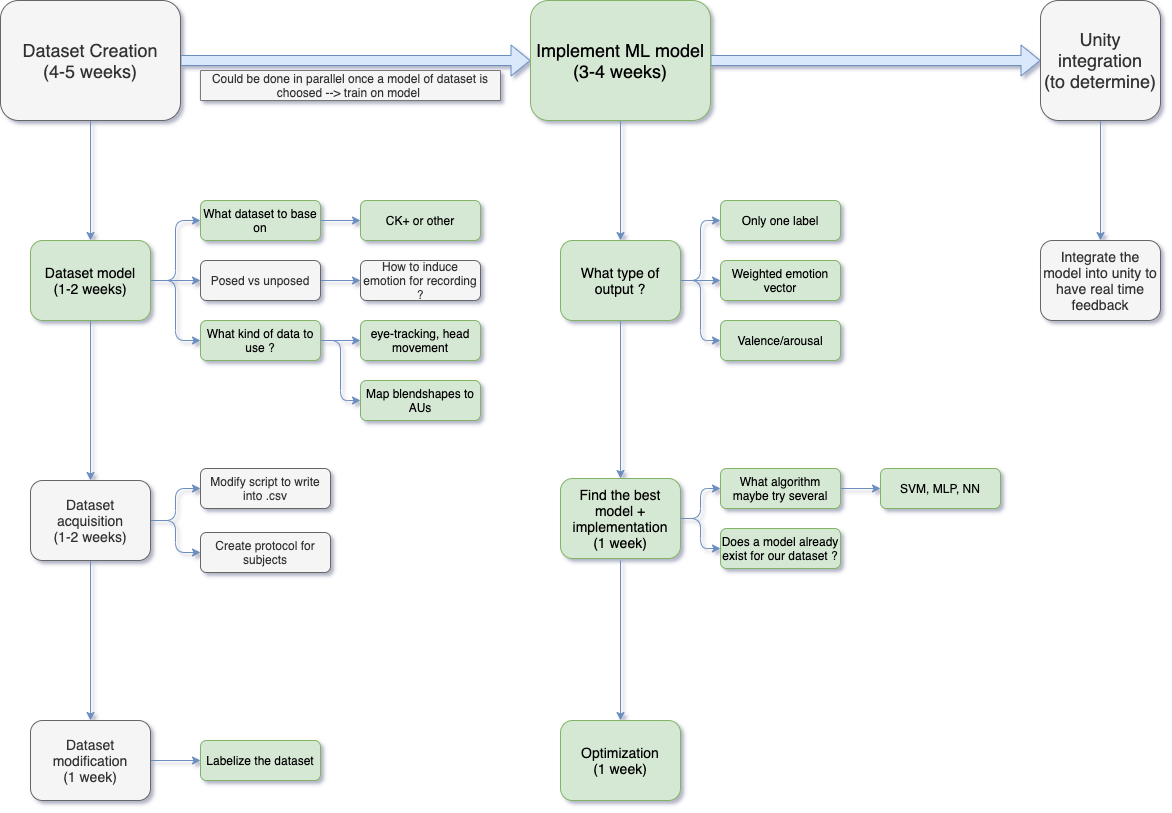 Dataset Creation
(4-5 weeks)
Could be done in parallel once a model of dataset is
choosed --> train on model
Implement ML model
(3-4 weeks)
Unity
integration
(to determine)
Dataset model
(1-2 weeks)
What dataset to base
on
CK+ or other
Posed vs unposed
How to induce
emotion for recording
?
What kind of data to
use ?
eye-tracking, head
movement
Map blendshapes to
AUs
What type of
output ?
Only one label
Weighted emotion
vector
Valence/arousal
Integrate the
model into unity to
have real time
feedback
Dataset
acquisition
(1-2 weeks)
Modify script to write
into .csv
Create protocol for
subjects
Find the best
model +
implementation
(1 week)
What algorithm
maybe try several
SVM, MLP, NN
Does a model already
exist for our dataset ?
Dataset
modification
(1 week)
Labelize the dataset
Optimization
(1 week)